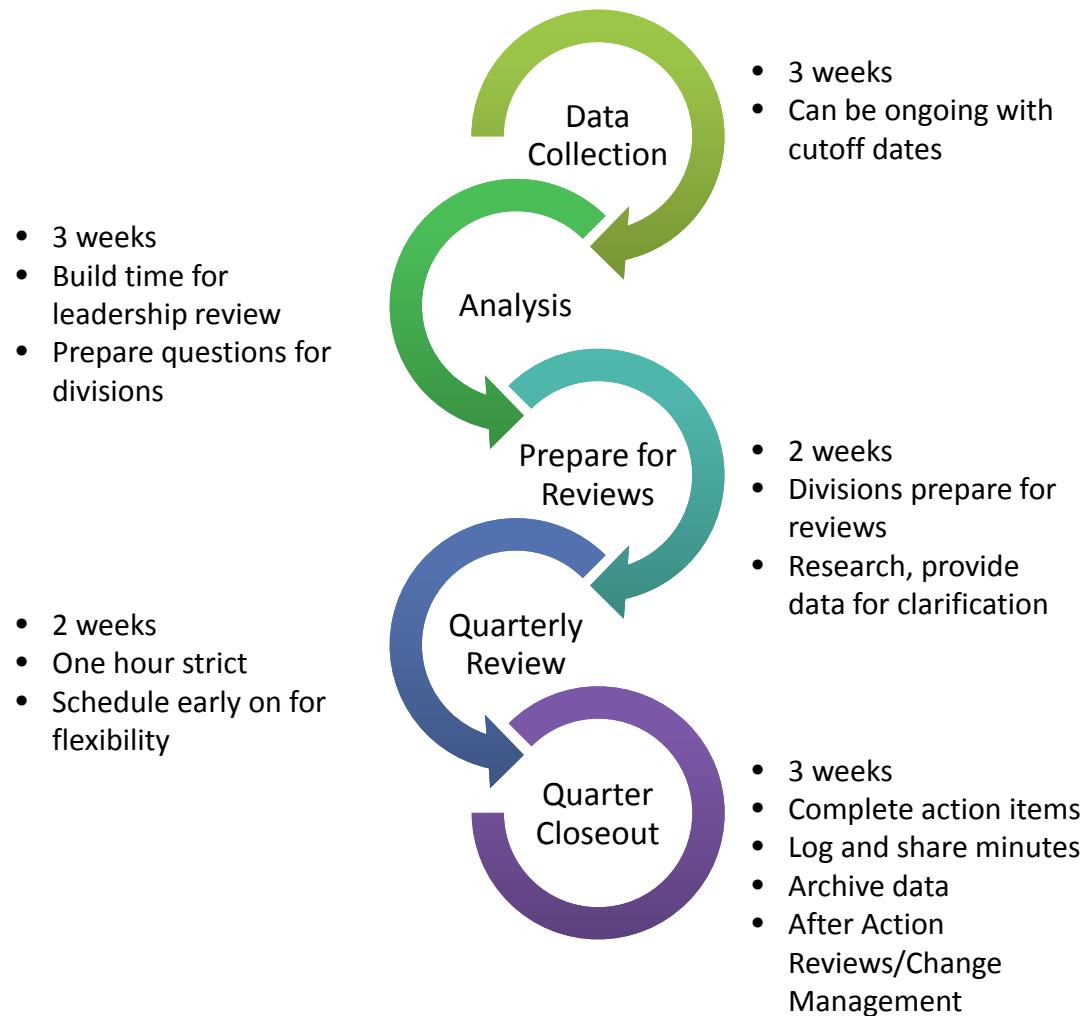 Data
Collection
• 3 weeks
• Can be ongoing with
cutoff dates
• 3 weeks
• Build time for
leadership review
• Prepare questions for
divisions
Analysis
Prepare for
Reviews
• 2 weeks
• Divisions prepare for
reviews
• Research, provide
data for clarification
• 2 weeks
• One hour strict
• Schedule early on for
flexibility
Quarterly
Review
Quarter
Closeout
• 3 weeks
• Complete action items
• Log and share minutes
• Archive data
• After Action
Reviews/Change
Management